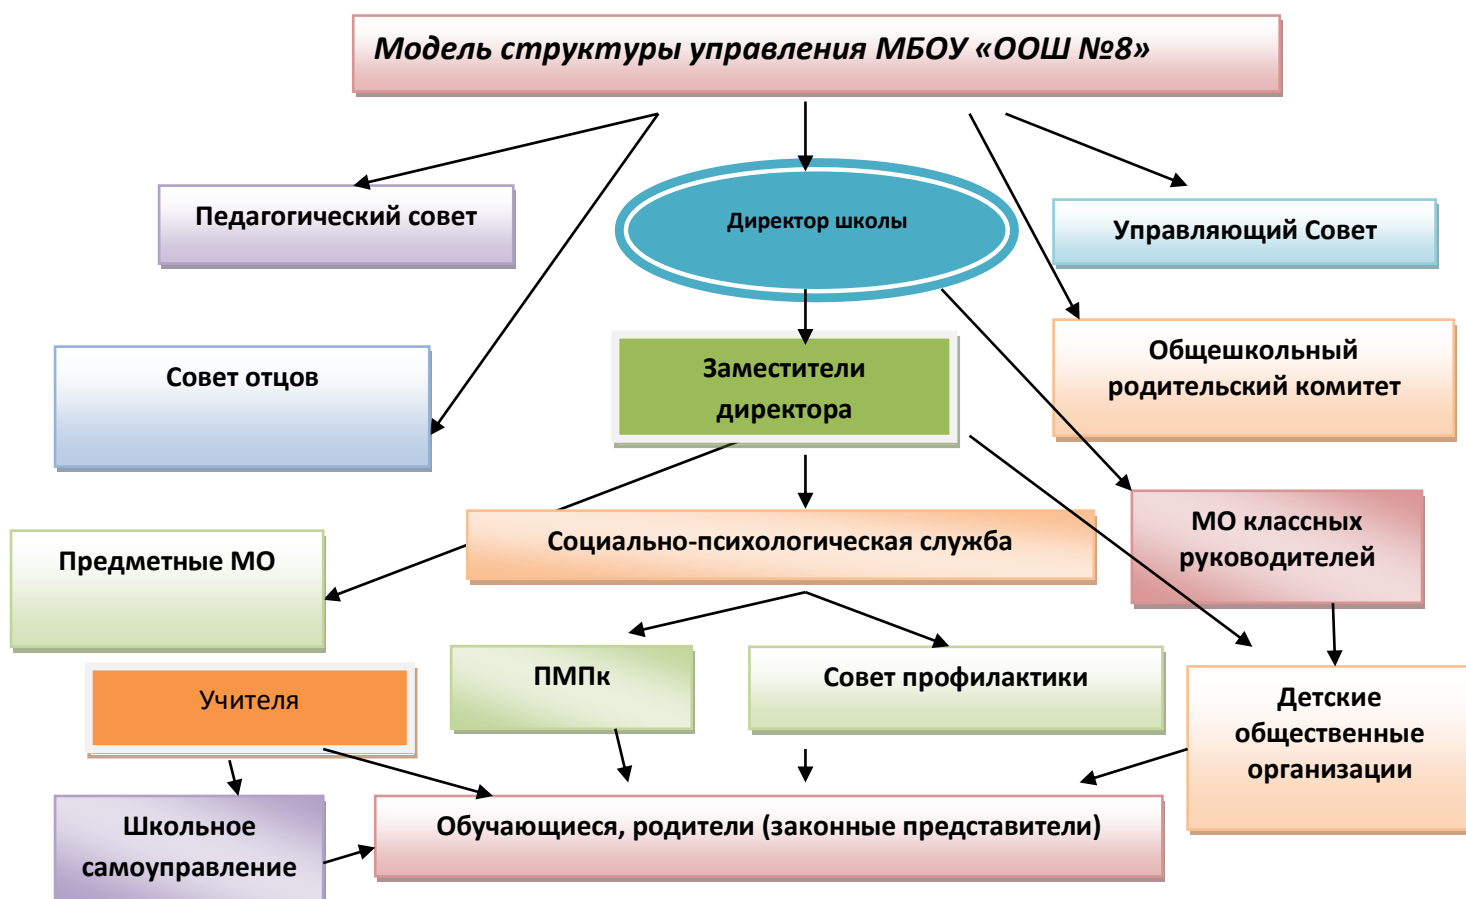 Модель структуры управления МБОУ «ООШ №8»
Педагогический совет
Директор школы
Управляющий Совет
Совет отцов
Заместители
директора
Общешкольный
родительский комитет
Предметные МО
Социально-психологическая служба
МО классных
руководителей
Учителя
ПМПк
Совет профилактики
Детские
общественные
организации
Школьное
самоуправление
Обучающиеся, родители (законные представители)